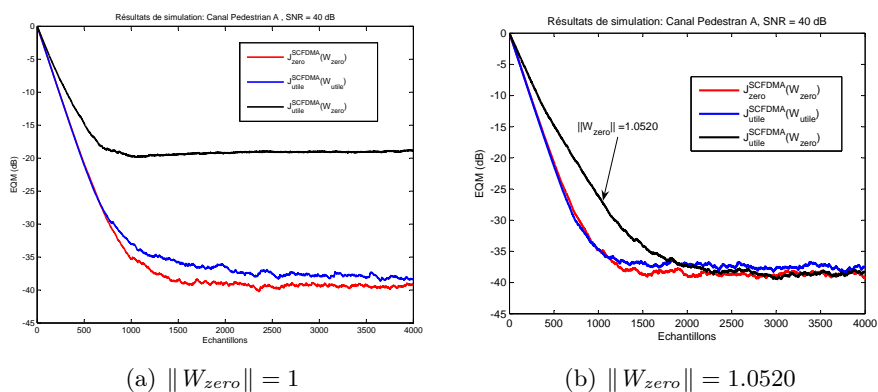 Résultats de simulation: Canal Pedestrian A , SNR = 40 dB
0
-5
-10
-15
-20
-25
-30
-35
-40
-45
EQM (dB)
J_zero^SCFDMA(W_zero)
J_utile^SCFDMA(W_utile)
J_utile^SCFDMA(W_zero)
0 500 1000 1500 2000 2500 3000 3500 4000
Echantillons
(a) ‖ W_zero ‖ = 1
Résultats de simulation: Canal Pedestrian A, SNR = 40 dB
0
-5
-10
-15
-20
-25
-30
-35
-40
-45
EQM (dB)
J_zero^SCFDMA(W_zero)
J_utile^SCFDMA(W_utile)
J_utile^SCFDMA(W_zero)
||W_zero|| =1.0520
0 500 1000 1500 2000 2500 3000 3500 4000
Echantillons
(b) ‖ W_zero ‖ = 1.0520